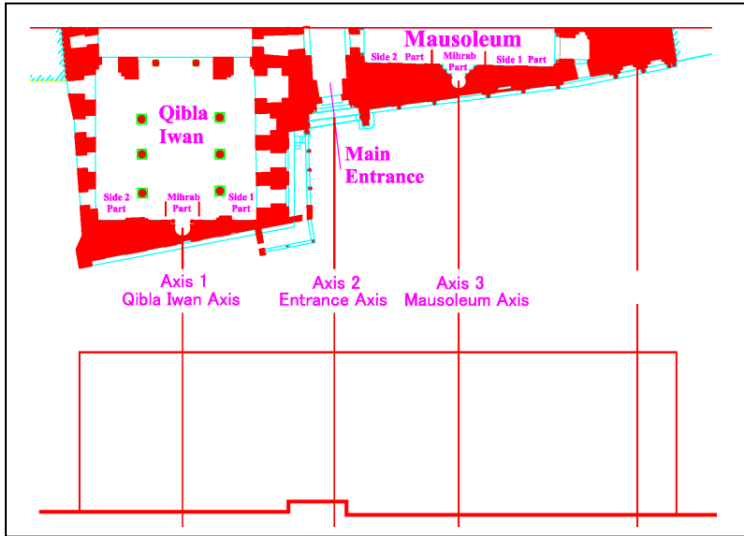 Mausoleum
Side 2 Part
Mihrab
Part
Side 1 Part
Qibla
Iwan
Main
Entrance
Side 2
Part
Mihrab
Part
Side 1
Part
Axis 1
Qibla Iwan Axis
Axis 2
Entrance Axis
Axis 3
Mausoleum Axis